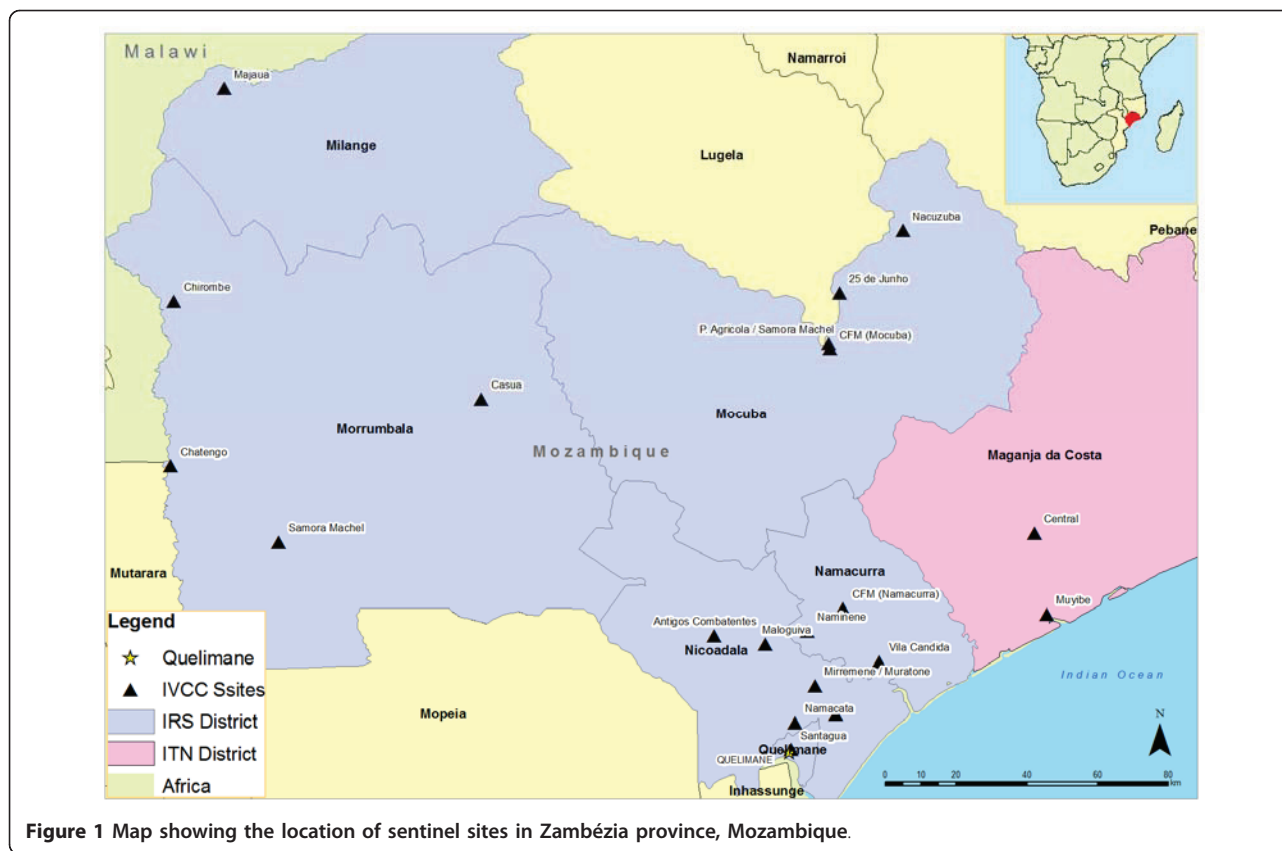 Malawi
Majaua
Namarroi
Milange
Lugela
Nacuzuba
Pebane
Chirombe
25 de Junho
P. Agricola / Samora Machel
CFM (Mocuba)
Casua
Mocuba
Morrumbala
Mozambique
Maganja da Costa
Chatengo
Central
Samora Machel
Mutarara
Namacurra
CFM (Namacurra)
Muyibe
Antigos Combatentes
Maloguiva
Naminene
Nicoadala
Vila Candida
Mirremene / Muratone
Indian Ocean
Mopeia
Namacata
Santagua
Quelimane
QUELIMANE
Inhassunge
Legend
Quelimane
IVCC Ssites
IRS District
ITN District
Africa
N
0 10 20 40 60 80
km
Figure 1 Map showing the location of sentinel sites in Zambézia province, Mozambique.